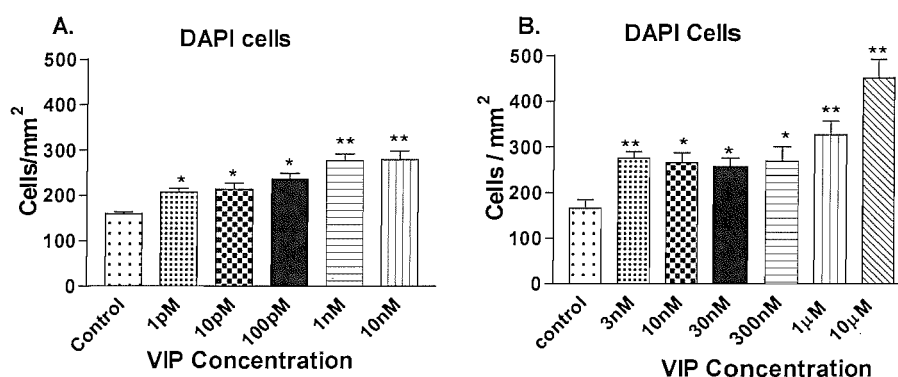 A.
DAPI cells
500
400
300
200
100
0
Cells/mm²
* * * ** **
Control 1pM 10pM 100pM 1nM 10nM
VIP Concentration
B.
DAPI Cells
500
400
300
200
100
0
Cells / mm²
** * * * ** **
control 3nM 10nM 30nM 300nM 1μM 10μM
VIP Concentration